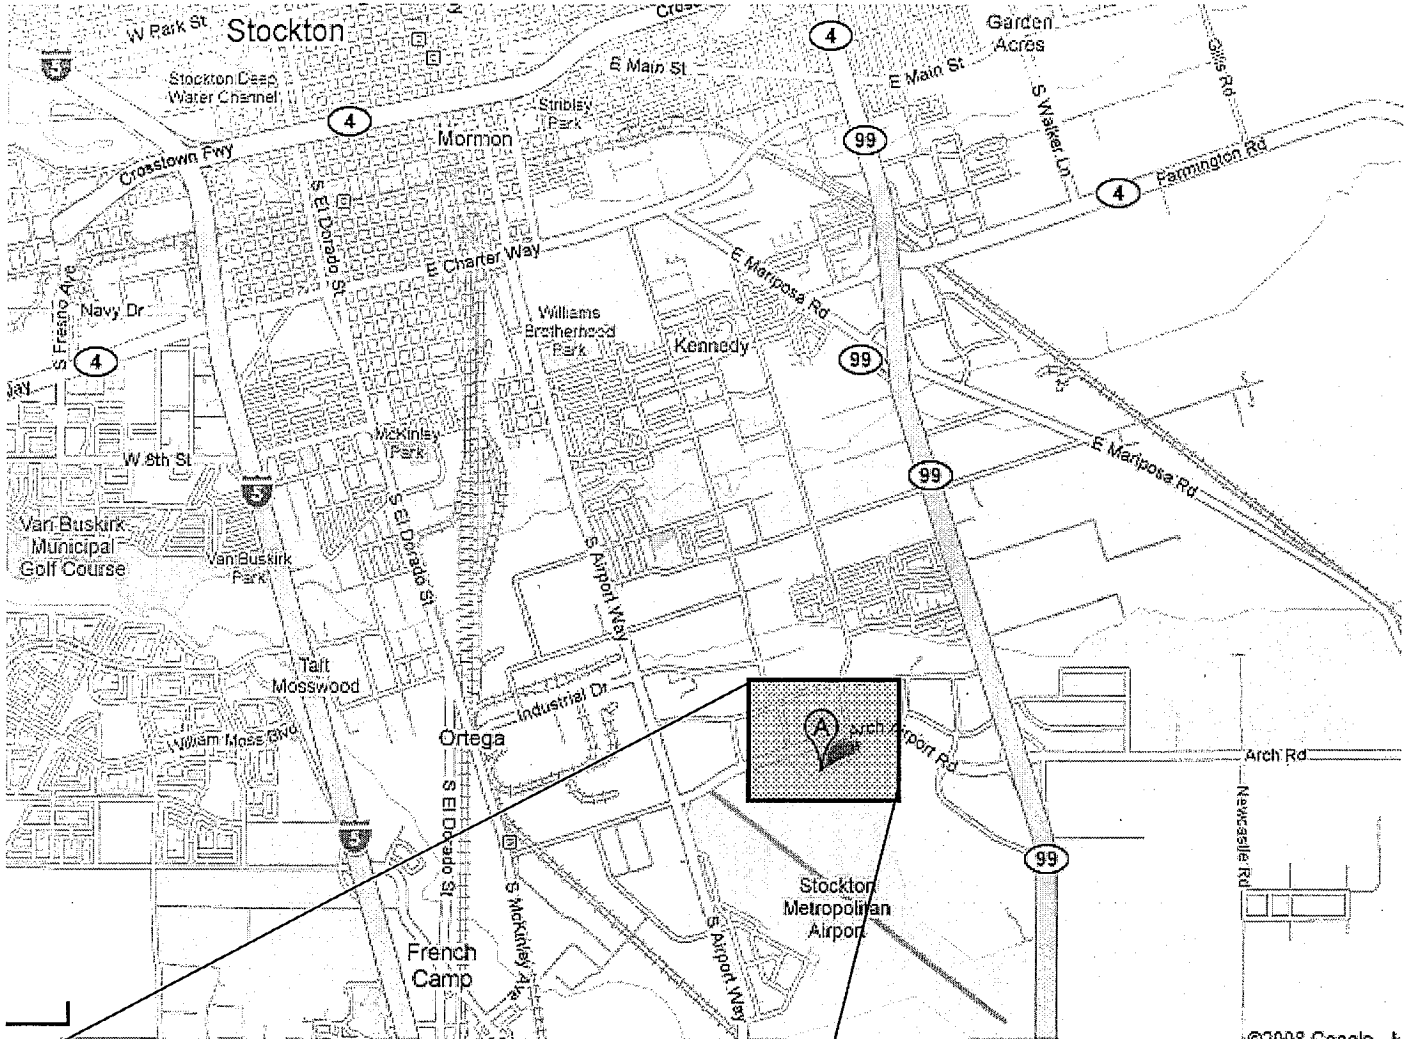 W Park St
Stockton
4
Garden
Acres
5
Stockton Deep
Water Channel
E Main St
E Main St
Gillis Rd
S Walker Ln
4
Stribley
Park
Mormon
99
Crosstown Fwy
Farmington Rd
4
S El Dorado St
E Charter Way
E Mariposa Rd
S Fresno Ave
Navy Dr
Williams
Brotherhood
Park
Kennedy
4
99
McKinley
Park
W 8th St
E Mariposa Rd
99
5
S El Dorado St
Van Buskirk
Municipal
Golf Course
Van Buskirk
Park
S Airport Way
Taft
Mosswood
Industrial Dr
William Moss Blvd
Ortega
A
Arch Airport Rd
Arch Rd
S El Dorado St
Newcastle Rd
5
99
Stockton
Metropolitan
Airport
S McKinley Ave
S Airport Way
French
Camp
©2008 Google